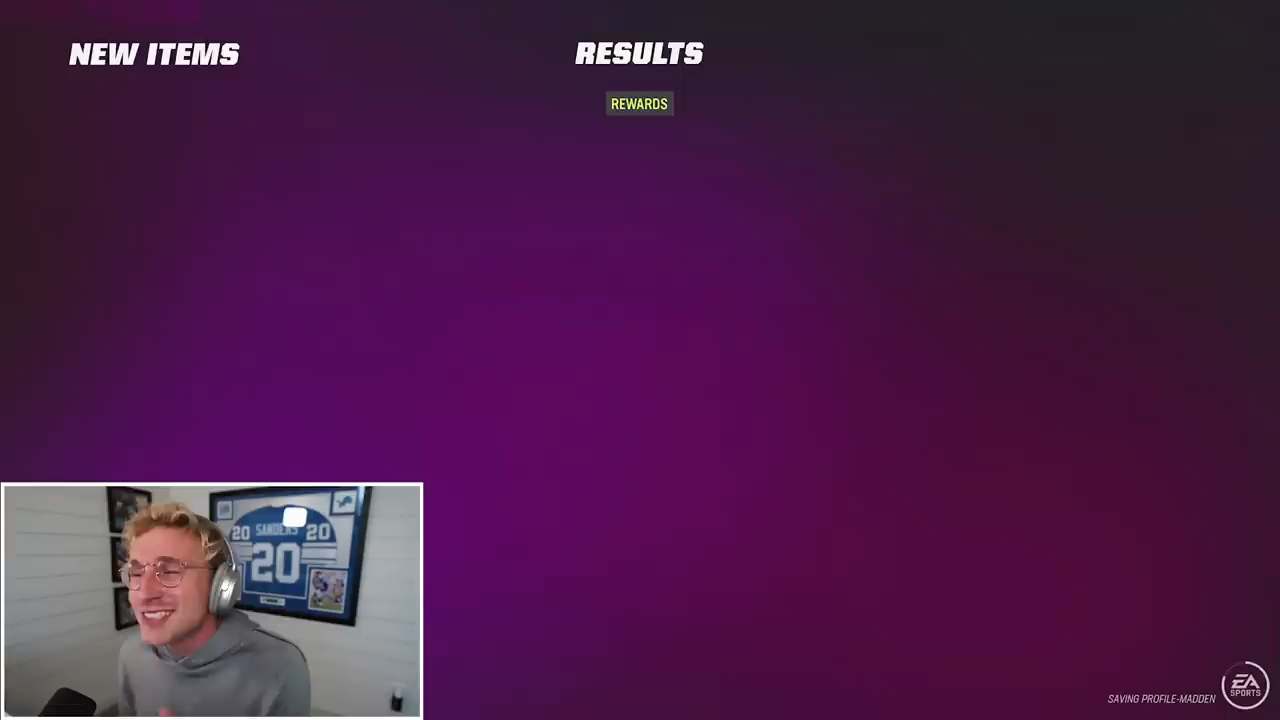 NEW ITEMS
RESULTS
REWARDS
20 SANDERS 20
20
SAVING PROFILE-MADDEN
EA
SPORTS